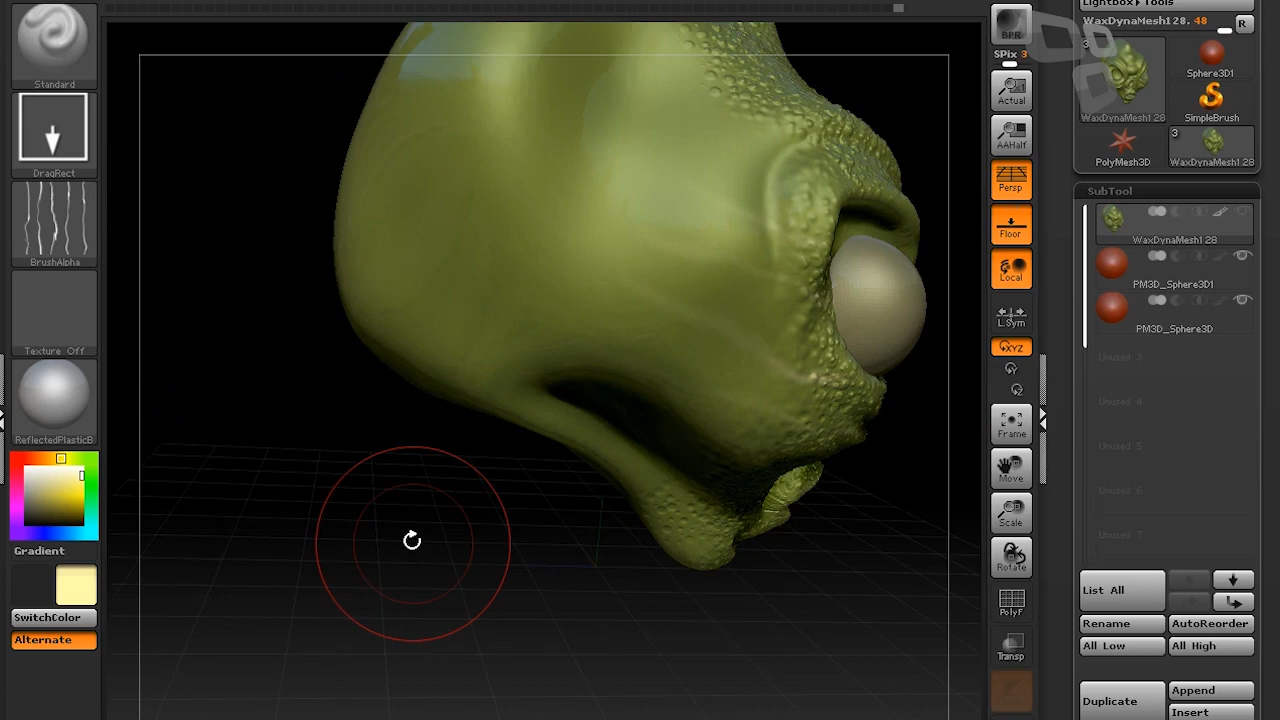 Standard
DragRect
BrushAlpha
Texture Off
ReflectedPlasticB
Gradient
SwitchColor
Alternate
BPR
SPix 3
Actual
AAHalf
Persp
Floor
Local
L.Sym
XYZ
Y
Z
Frame
Move
Scale
Rotate
PolyF
Transp
Lightbox▸ Tools
WaxDynaMesh128. 48
R
3
WaxDynaMesh128
Sphere3D1
SimpleBrush
PolyMesh3D
3
WaxDynaMesh128
SubTool
WaxDynaMesh128
PM3D_Sphere3D1
PM3D_Sphere3D
Unused 3
Unused 4
Unused 5
Unused 6
Unused 7
List All
Rename
AutoReorder
All Low
All High
Duplicate
Append
Insert